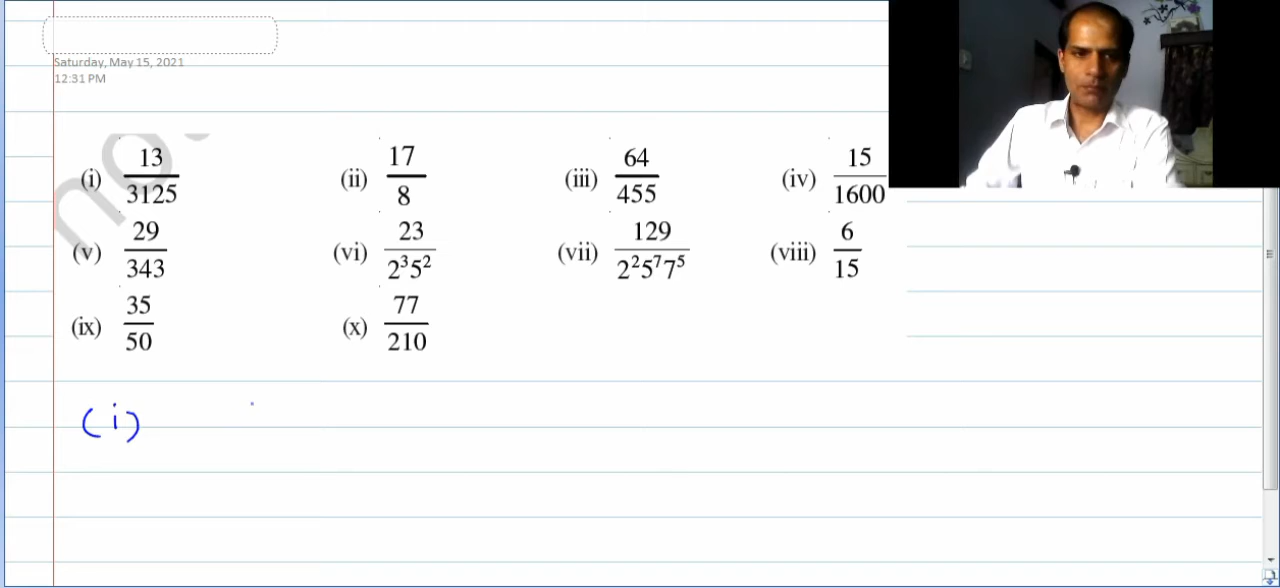 Saturday, May 15, 2021
12:31 PM
(i) 13/3125 (ii) 17/8 (iii) 64/455 (iv) 15/1600
(v) 29/343 (vi) 23/2³5² (vii) 129/2²5⁷7⁵ (viii) 6/15
(ix) 35/50 (x) 77/210
(i)